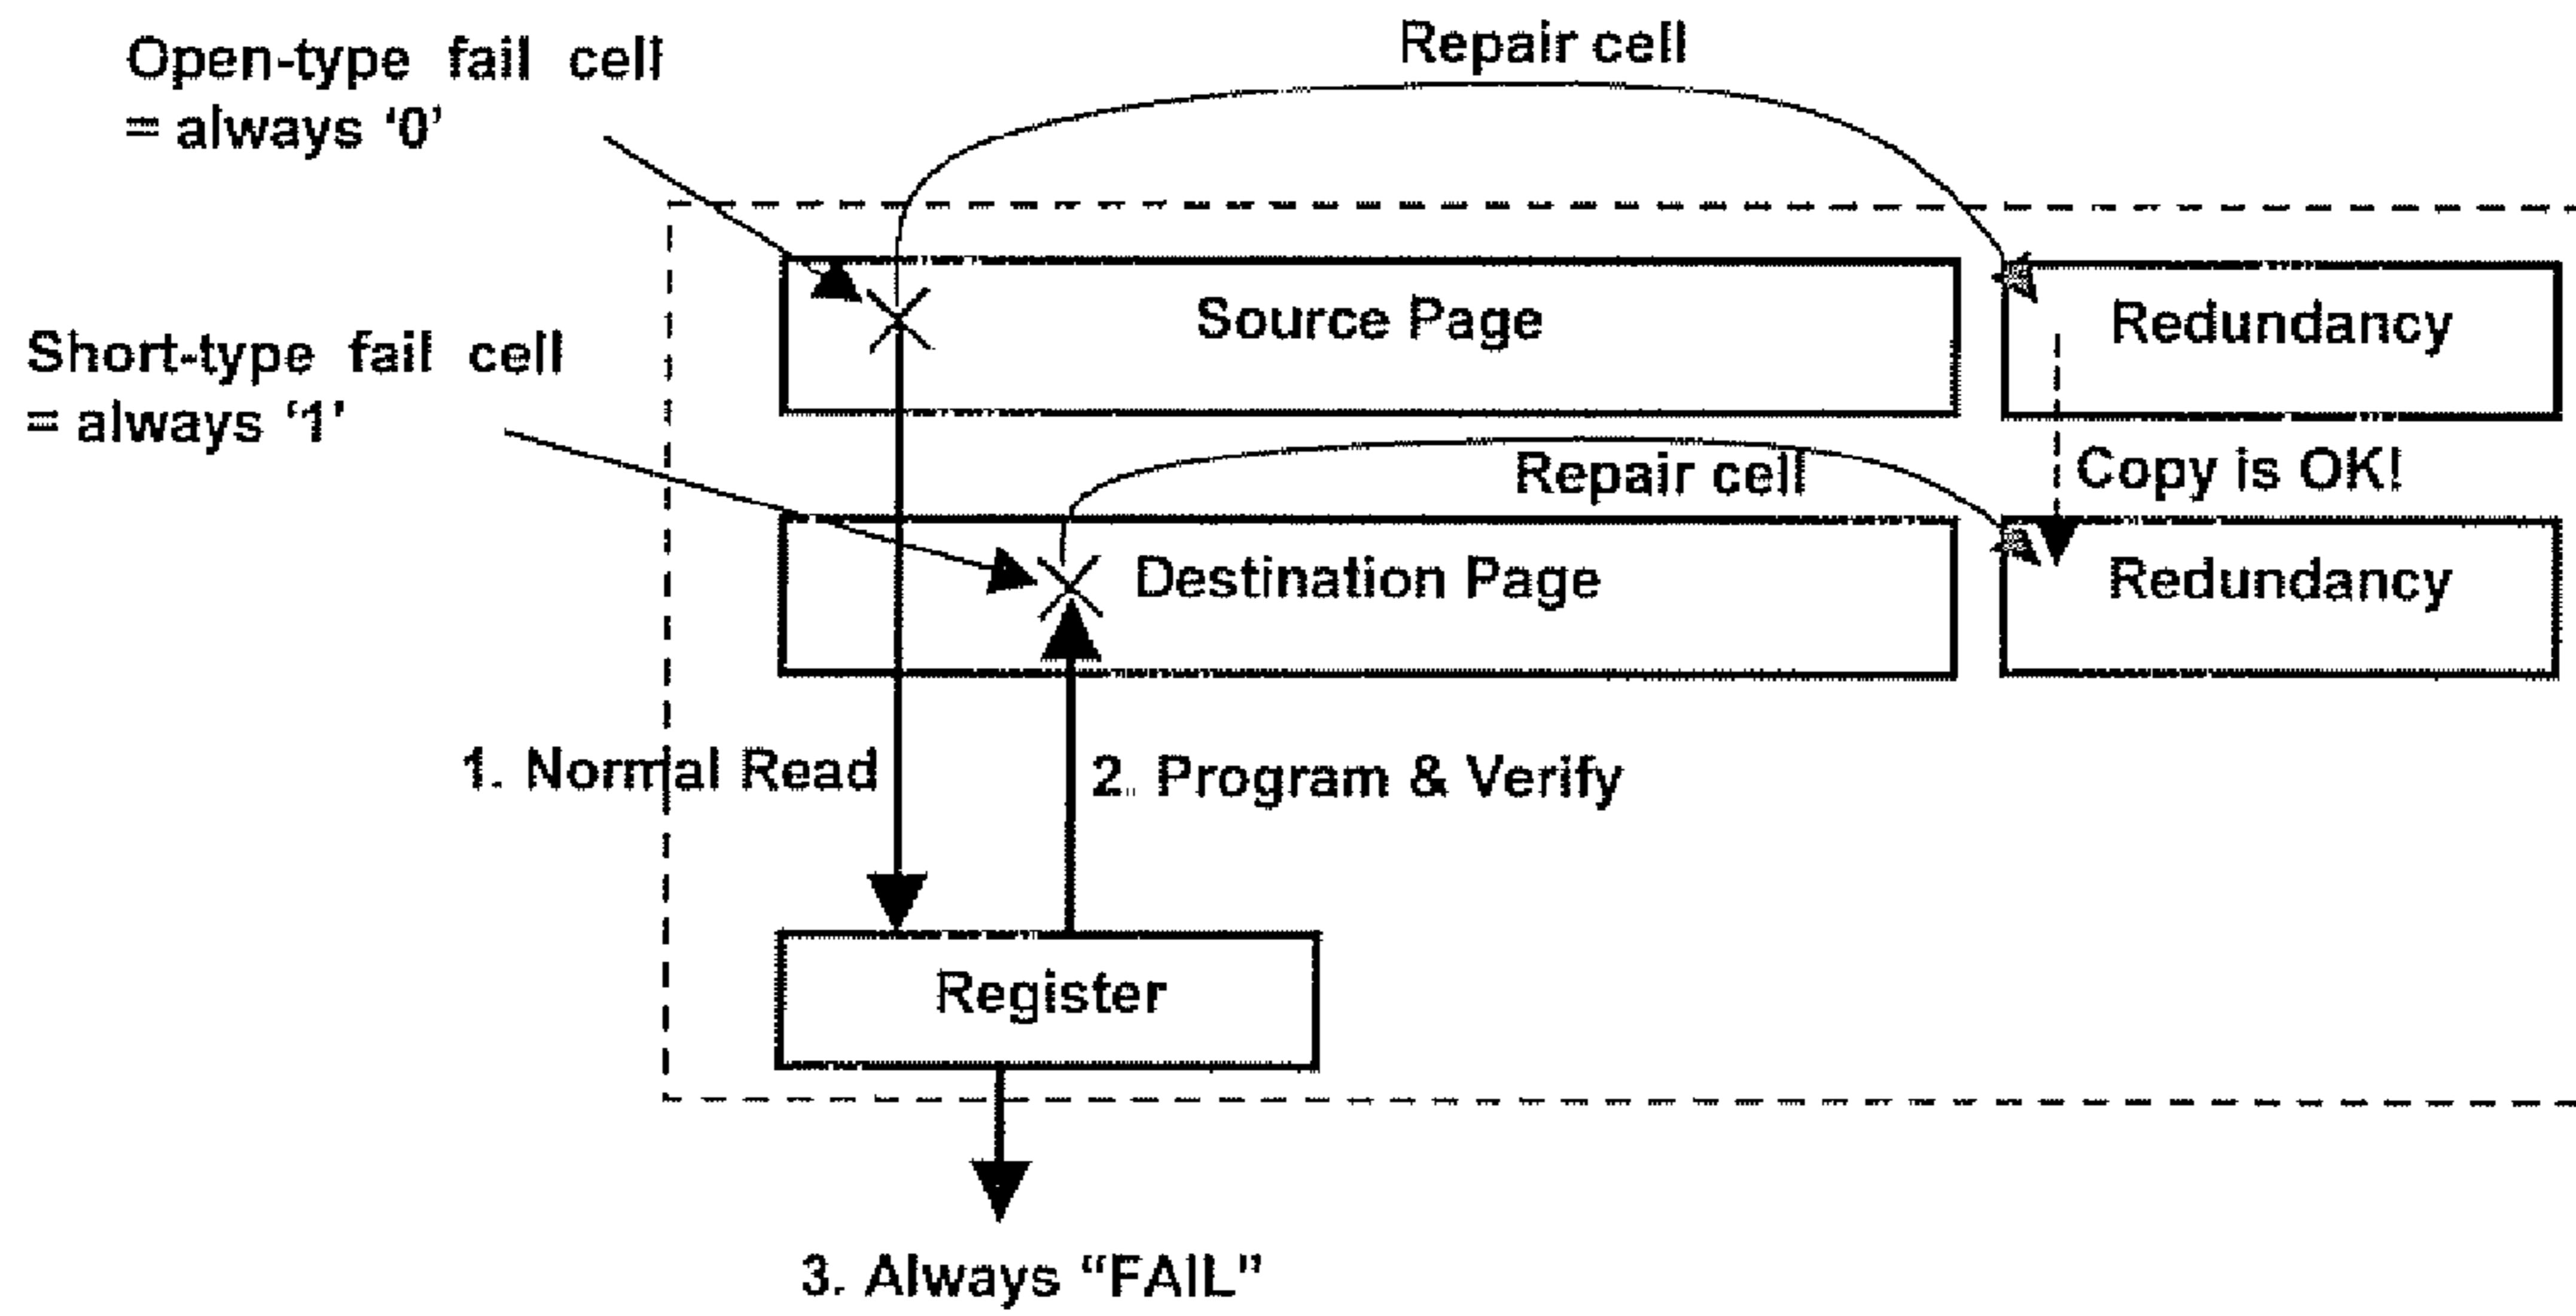 Open-type fail cell
= always ‘0’
Repair cell
Source Page
Redundancy
Short-type fail cell
= always ‘1’
Repair cell
Copy is OK!
Destination Page
Redundancy
1. Normal Read
2. Program & Verify
Register
3. Always “FAIL”